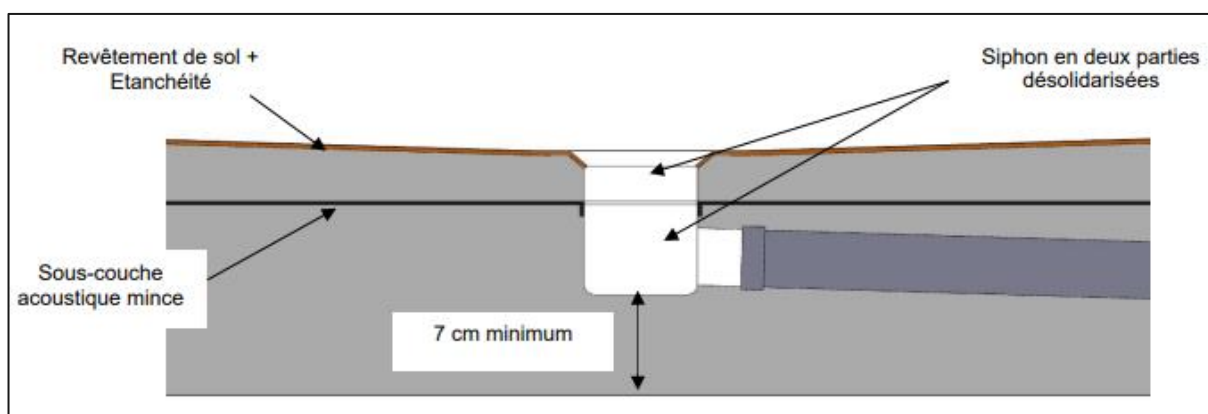 Revêtement de sol +
Etanchéité
Siphon en deux parties
désolidarisées
Sous-couche
acoustique mince
7 cm minimum